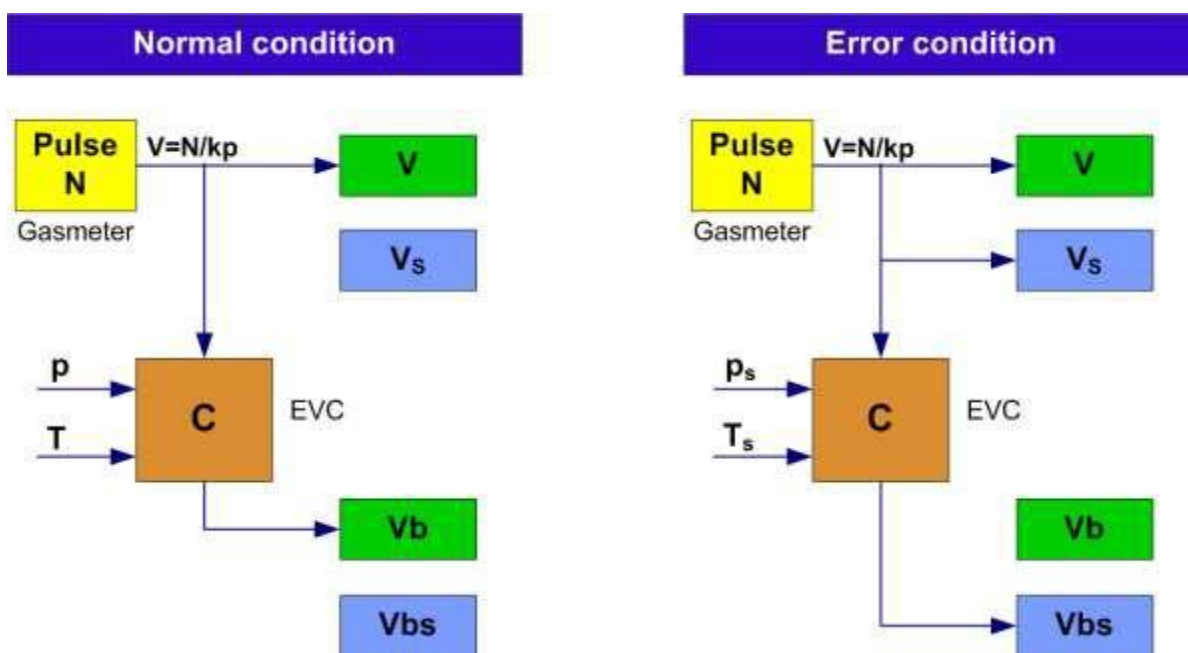 Normal condition
Pulse
N
V=N/kp
V
Gasmeter
Vs
p
T
C
EVC
Vb
Vbs
Error condition
Pulse
N
V=N/kp
V
Gasmeter
Vs
ps
Ts
C
EVC
Vb
Vbs